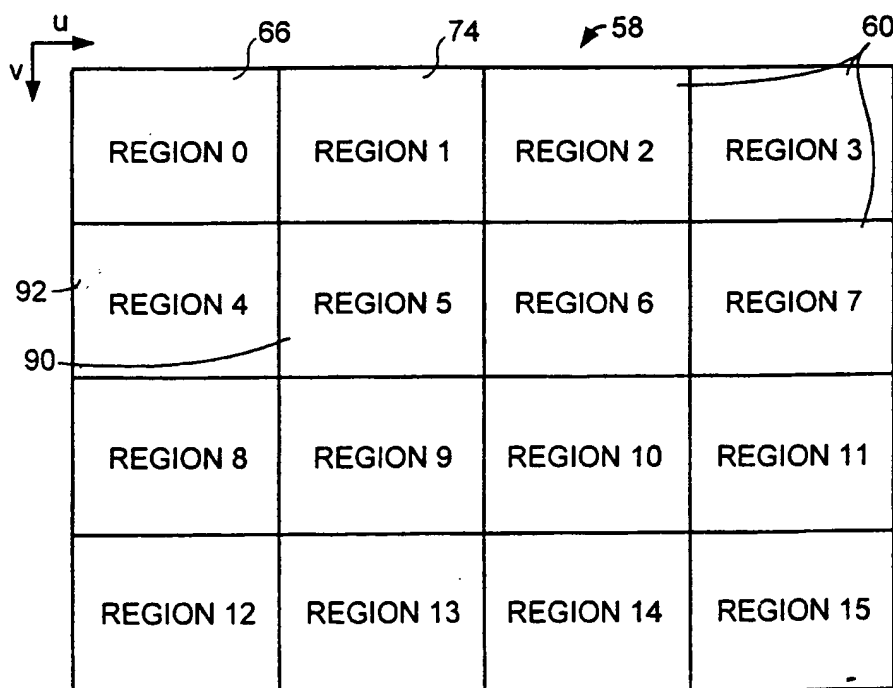 u 66 74 58 60
v
REGION 0 REGION 1 REGION 2 REGION 3
92 REGION 4 REGION 5 REGION 6 REGION 7
90
REGION 8 REGION 9 REGION 10 REGION 11
REGION 12 REGION 13 REGION 14 REGION 15